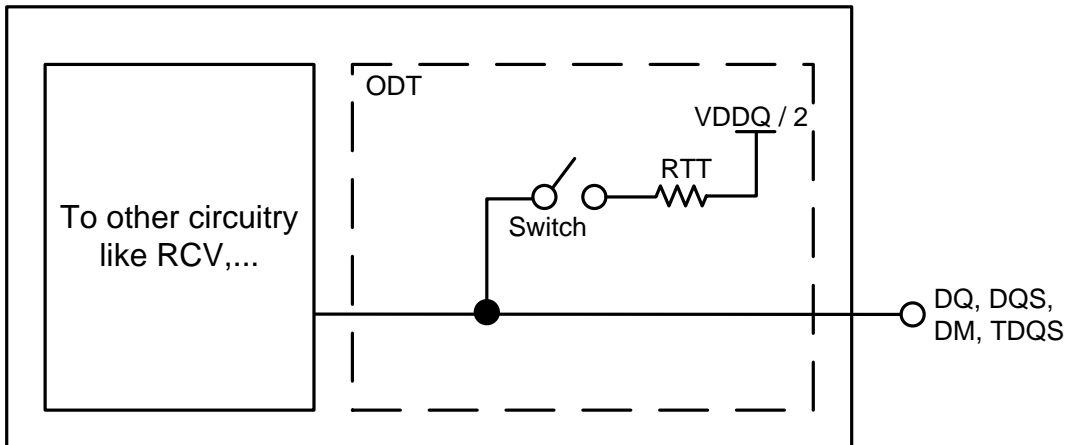 ODT
VDDQ / 2
RTT
Switch
To other circuitry
like RCV,...
DQ, DQS,
DM, TDQS